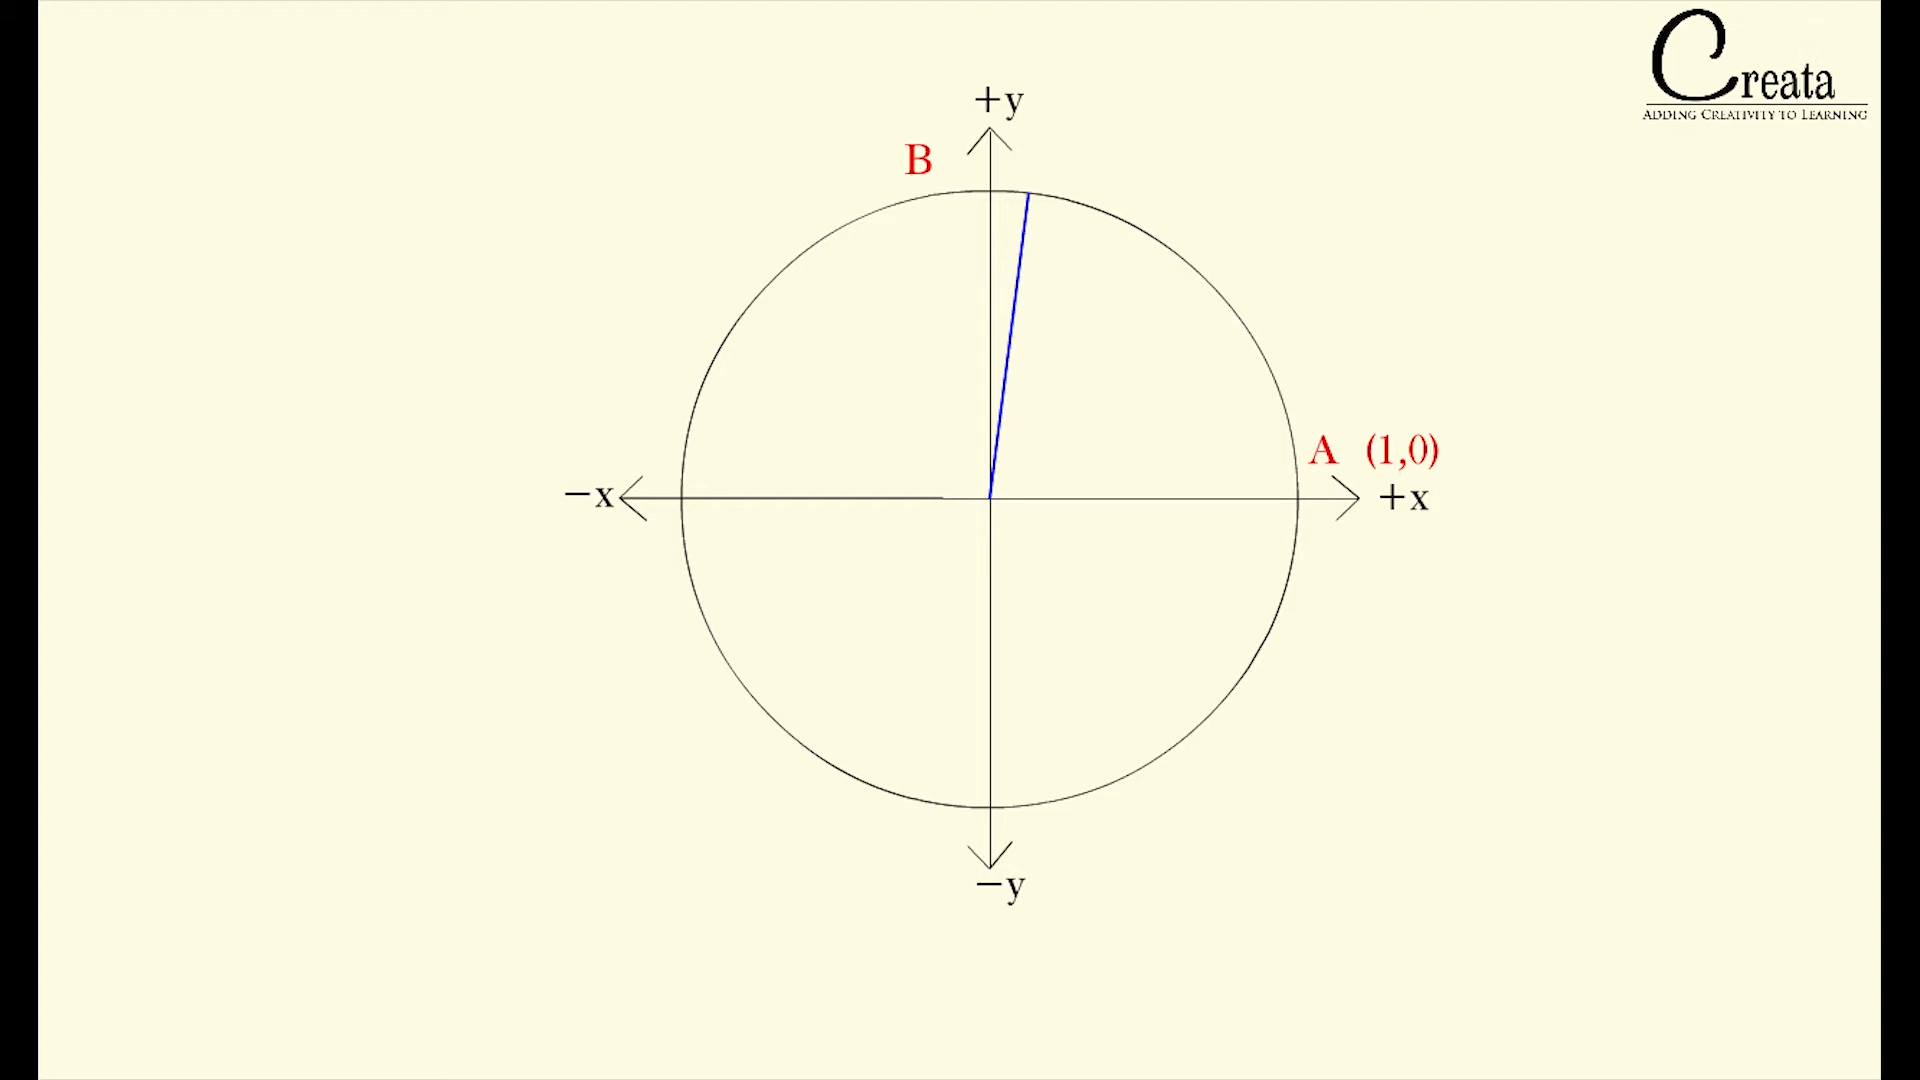 Creata
ADDING CREATIVITY TO LEARNING
+y
B
A (1,0)
−x
+x
−y